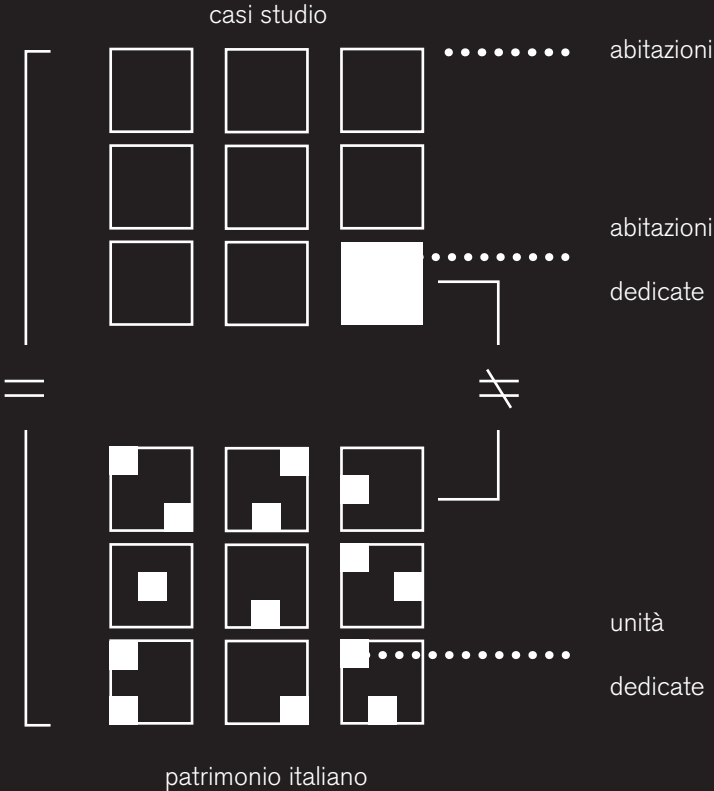 casi studio
abitazioni
abitazioni
dedicate
=
≠
unità
dedicate
patrimonio italiano